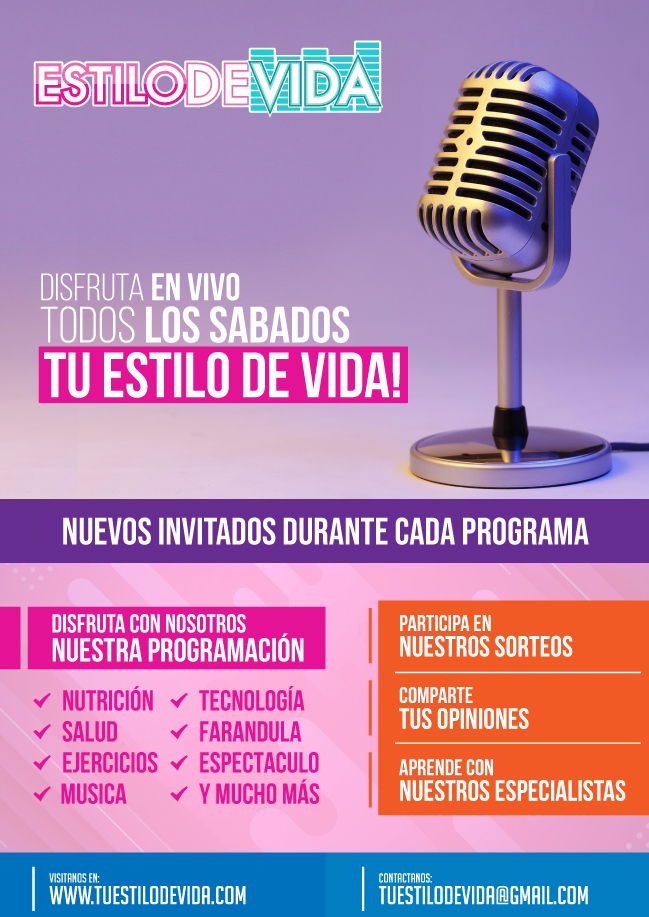 ESTILODEVIDA
DISFRUTA EN VIVO
TODOS LOS SABADOS
TU ESTILO DE VIDA!
NUEVOS INVITADOS DURANTE CADA PROGRAMA
DISFRUTA CON NOSOTROS
NUESTRA PROGRAMACIÓN
NUTRICIÓN
SALUD
EJERCICIOS
MUSICA
TECNOLOGÍA
FARANDULA
ESPECTACULO
Y MUCHO MÁS
PARTICIPA EN
NUESTROS SORTEOS
COMPARTE
TUS OPINIONES
APRENDE CON
NUESTROS ESPECIALISTAS
VISITANOS EN:
WWW.TUESTILODEVIDA.COM
CONTACTANOS:
TUESTILODEVIDA@GMAIL.COM